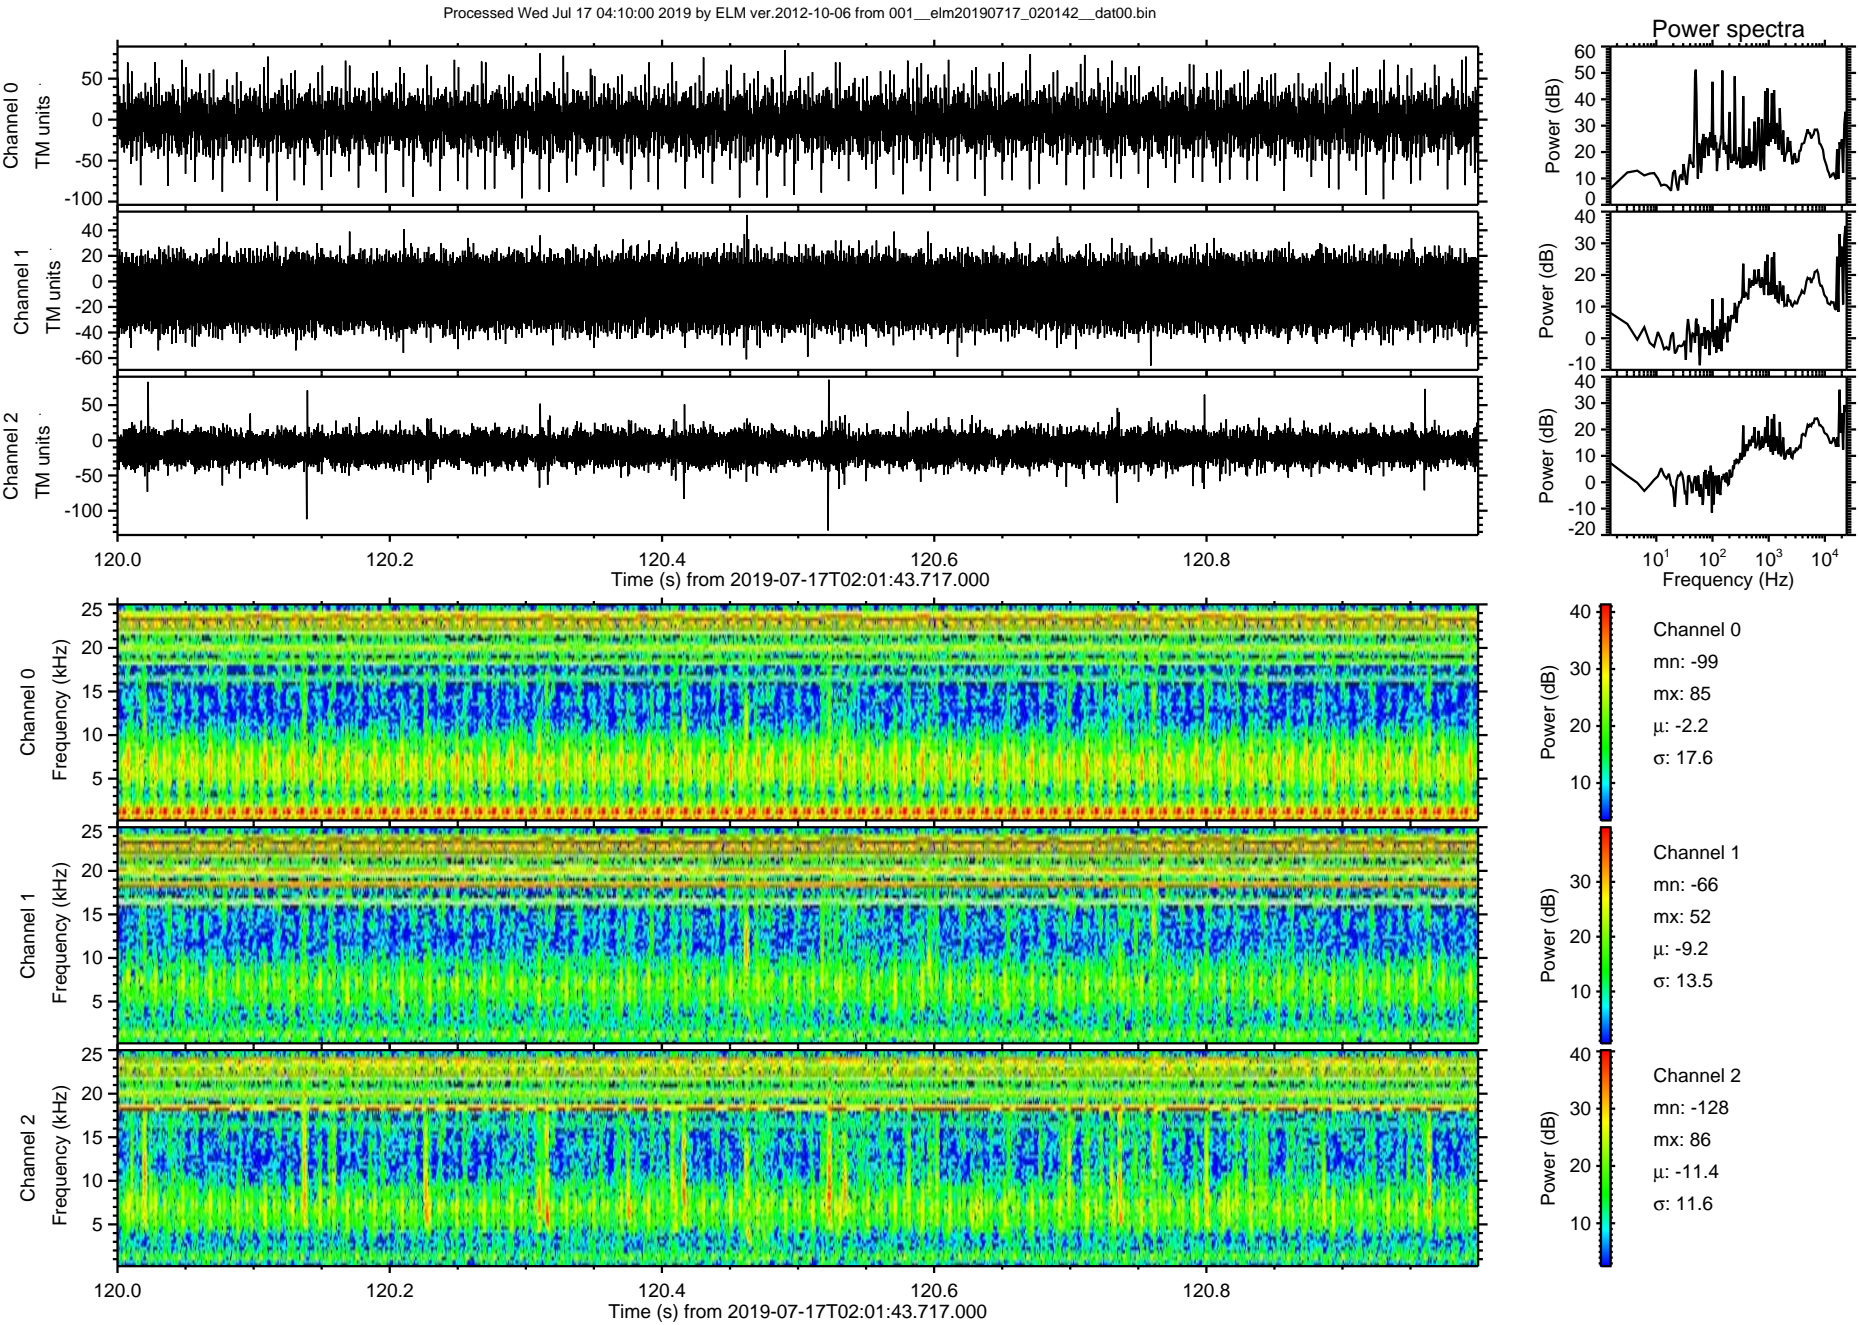 Processed Wed Jul 17 04:10:00 2019 by ELM ver.2012-10-06 from 001__elm20190717_020142__dat00.bin
Power spectra
Channel 0
TM units
50
0
-50
-100
Power (dB)
60
50
40
30
20
10
0
Channel 1
TM units
40
20
0
-20
-40
-60
Power (dB)
40
30
20
10
0
-10
Channel 2
TM units
50
0
-50
-100
Power (dB)
40
30
20
10
0
-10
-20
120.0 120.2 120.4 120.6 120.8
Time (s) from 2019-07-17T02:01:43.717.000
10¹ 10² 10³ 10⁴
Frequency (Hz)
Channel 0
Frequency (kHz)
25
20
15
10
5
Power (dB)
40
30
20
10
Channel 0
mn: -99
mx: 85
μ: -2.2
σ: 17.6
Channel 1
Frequency (kHz)
25
20
15
10
5
Power (dB)
30
20
10
Channel 1
mn: -66
mx: 52
μ: -9.2
σ: 13.5
Channel 2
Frequency (kHz)
25
20
15
10
5
Power (dB)
40
30
20
10
Channel 2
mn: -128
mx: 86
μ: -11.4
σ: 11.6
120.0 120.2 120.4 120.6 120.8
Time (s) from 2019-07-17T02:01:43.717.000